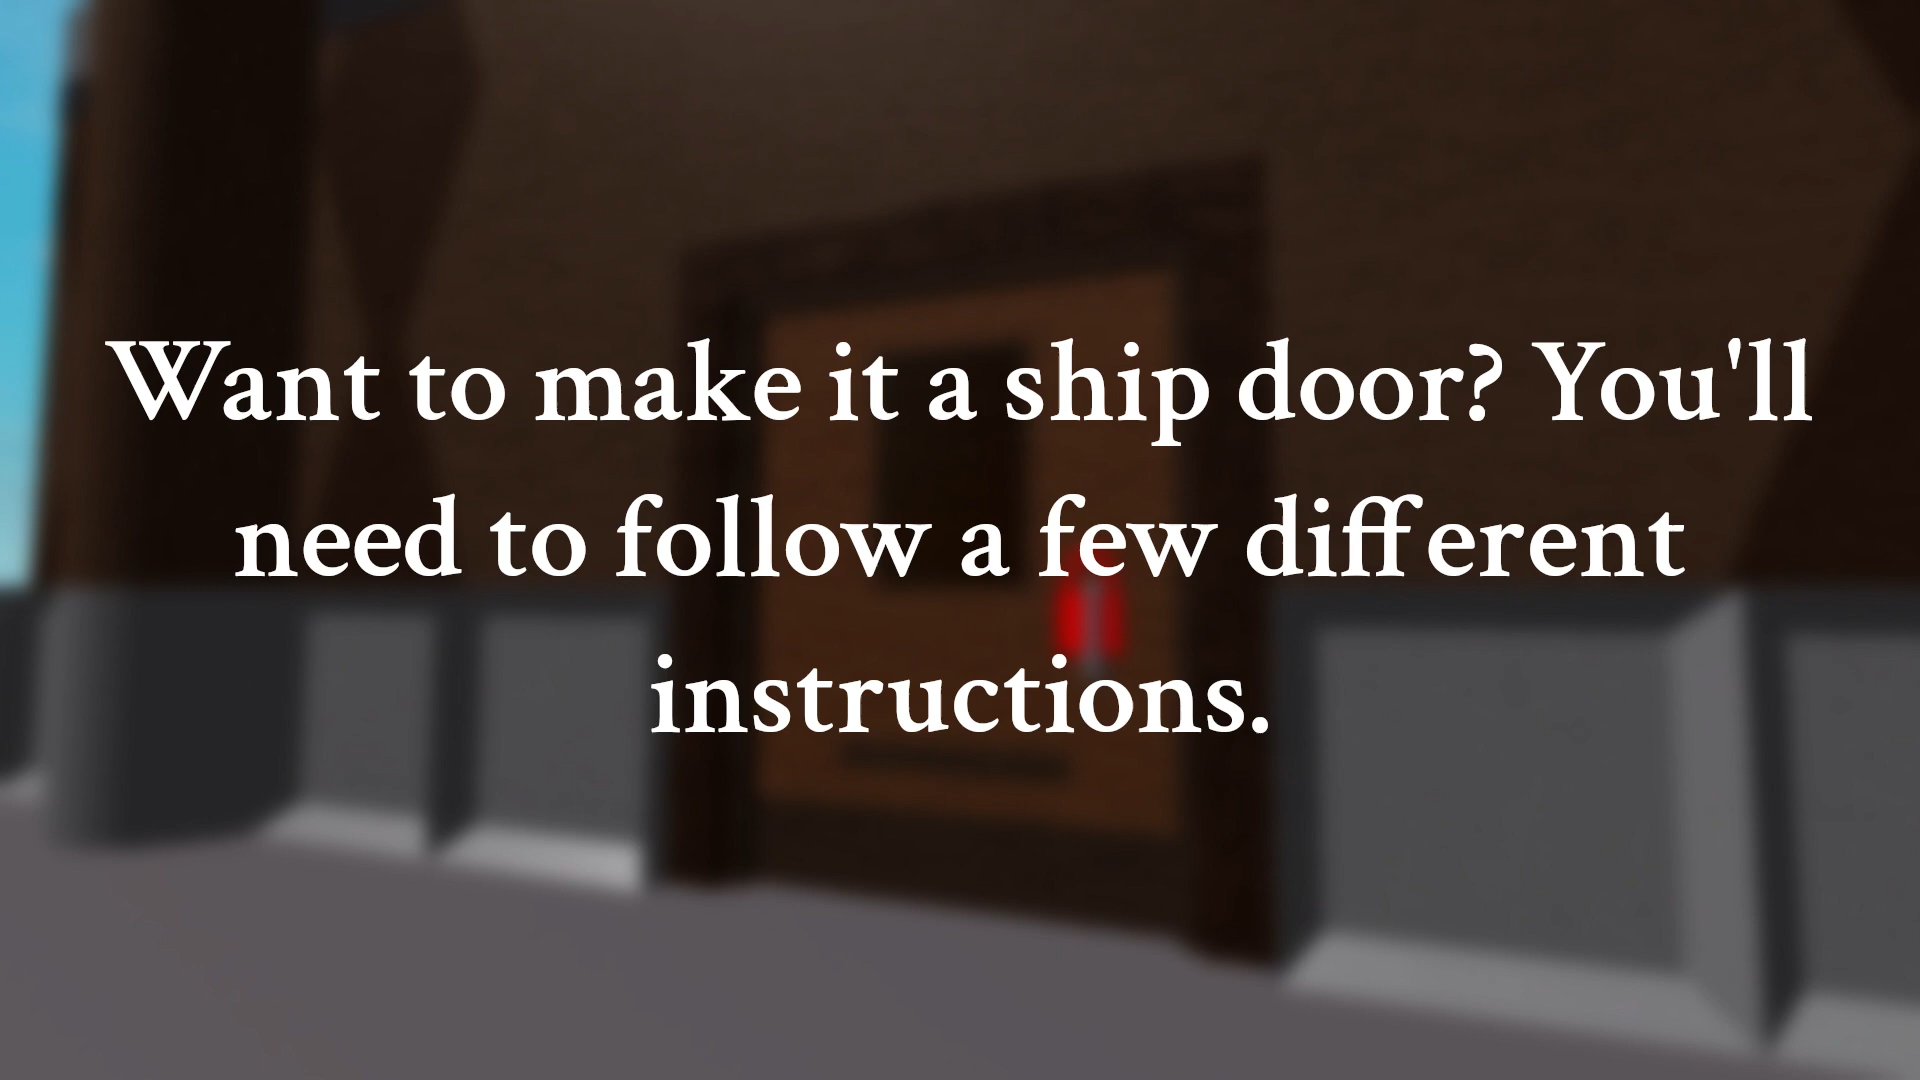 Want to make it a ship door? You'll
need to follow a few different
instructions.